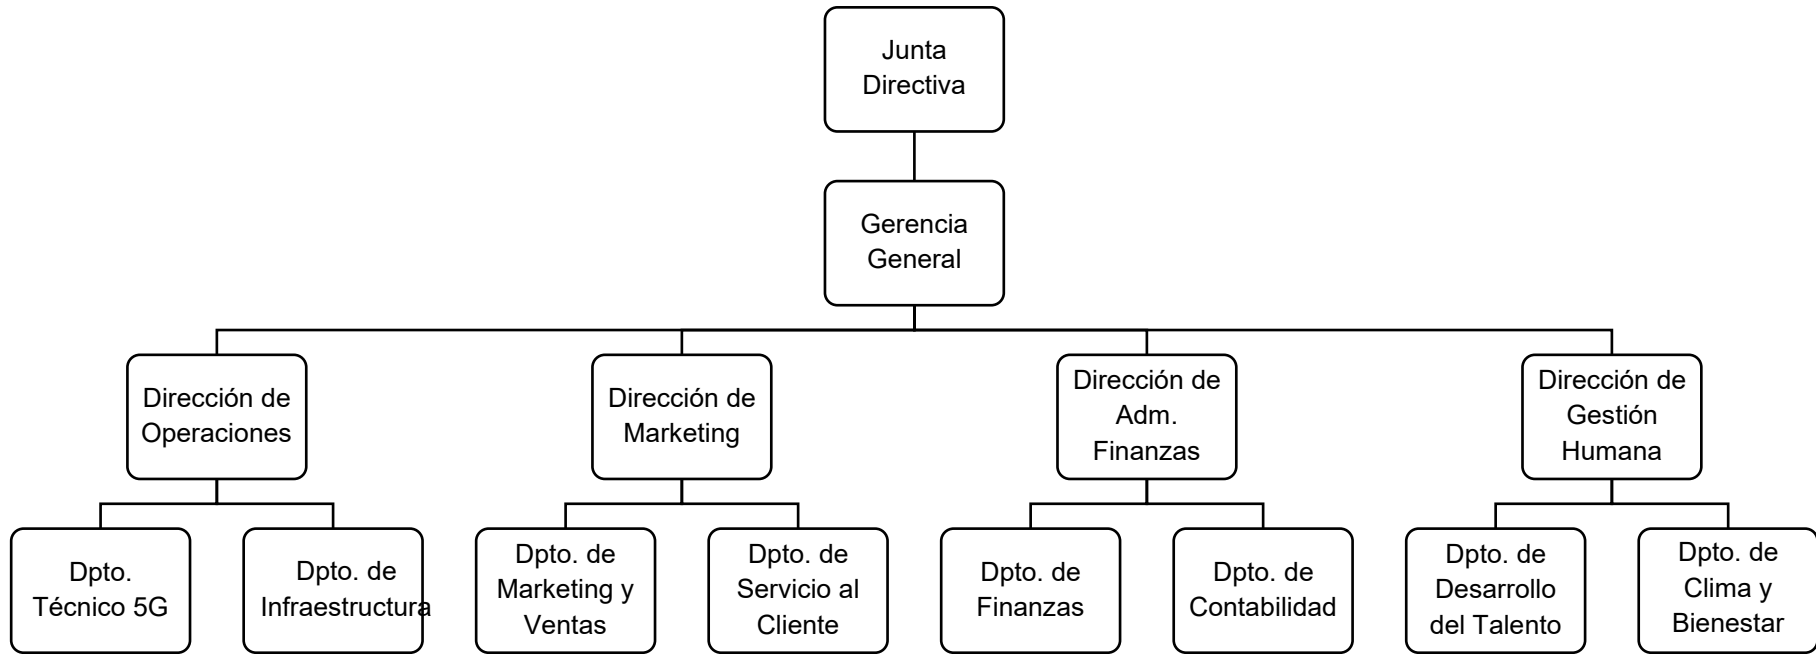 Junta
Directiva
Gerencia
General
Dirección de
Operaciones
Dirección de
Marketing
Dirección de
Adm.
Finanzas
Dirección de
Gestión
Humana
Dpto.
Técnico 5G
Dpto. de
Infraestructura
Dpto. de
Marketing y
Ventas
Dpto. de
Servicio al
Cliente
Dpto. de
Finanzas
Dpto. de
Contabilidad
Dpto. de
Desarrollo
del Talento
Dpto. de
Clima y
Bienestar